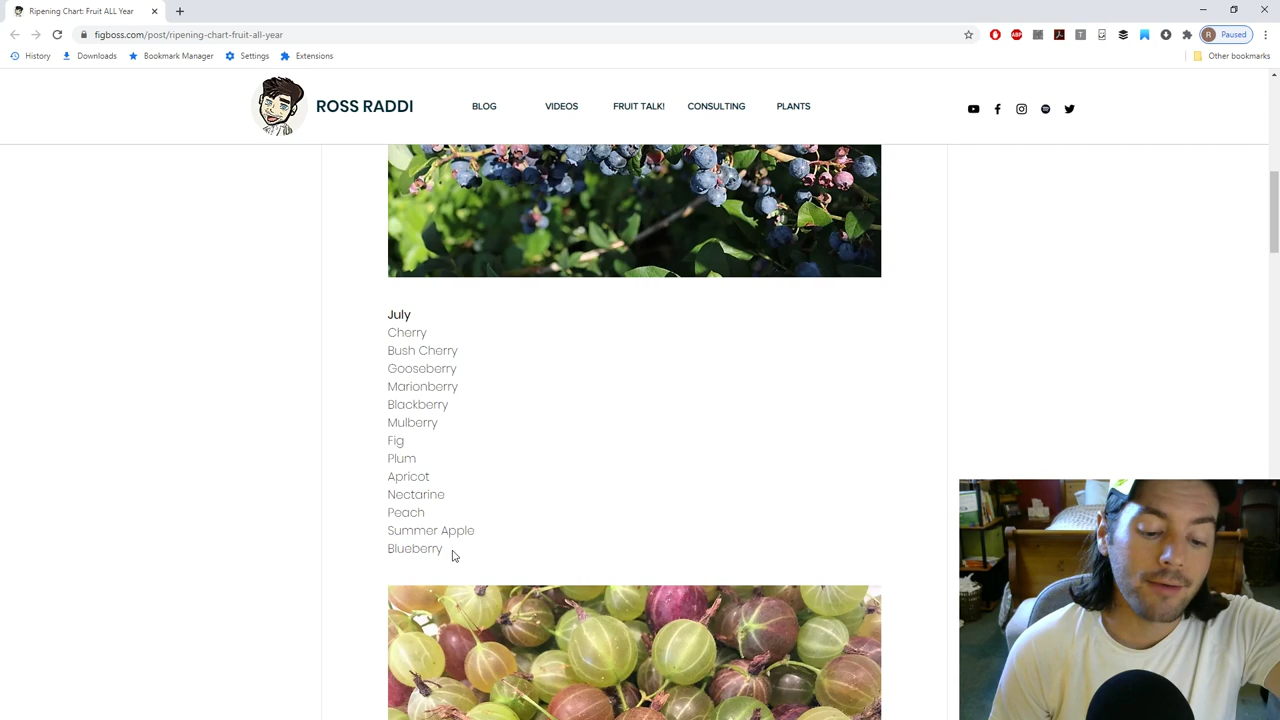 Ripening Chart: Fruit ALL Year
figboss.com/post/ripening-chart-fruit-all-year
ABP
T
R Paused
History Downloads Bookmark Manager Settings Extensions Other bookmarks
ROSS RADDI BLOG VIDEOS FRUIT TALK! CONSULTING PLANTS
July
Cherry
Bush Cherry
Gooseberry
Marionberry
Blackberry
Mulberry
Fig
Plum
Apricot
Nectarine
Peach
Summer Apple
Blueberry